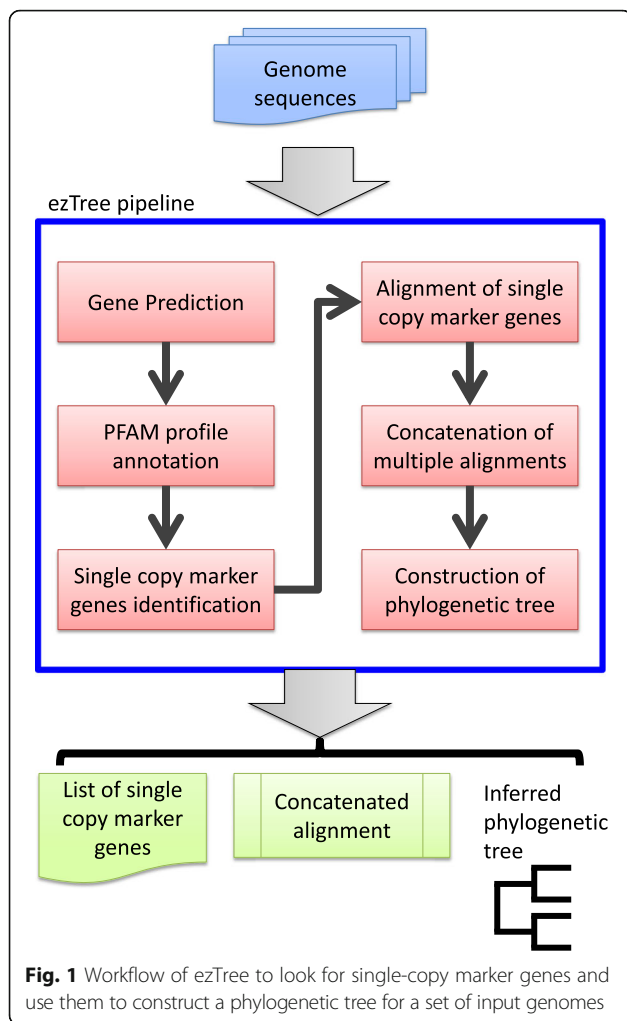 Genome
sequences
ezTree pipeline
Gene Prediction
PFAM profile
annotation
Single copy marker
genes identification
Alignment of single
copy marker genes
Concatenation of
multiple alignments
Construction of
phylogenetic tree
List of single
copy marker
genes
Concatenated
alignment
Inferred
phylogenetic
tree
Fig. 1 Workflow of ezTree to look for single-copy marker genes and
use them to construct a phylogenetic tree for a set of input genomes